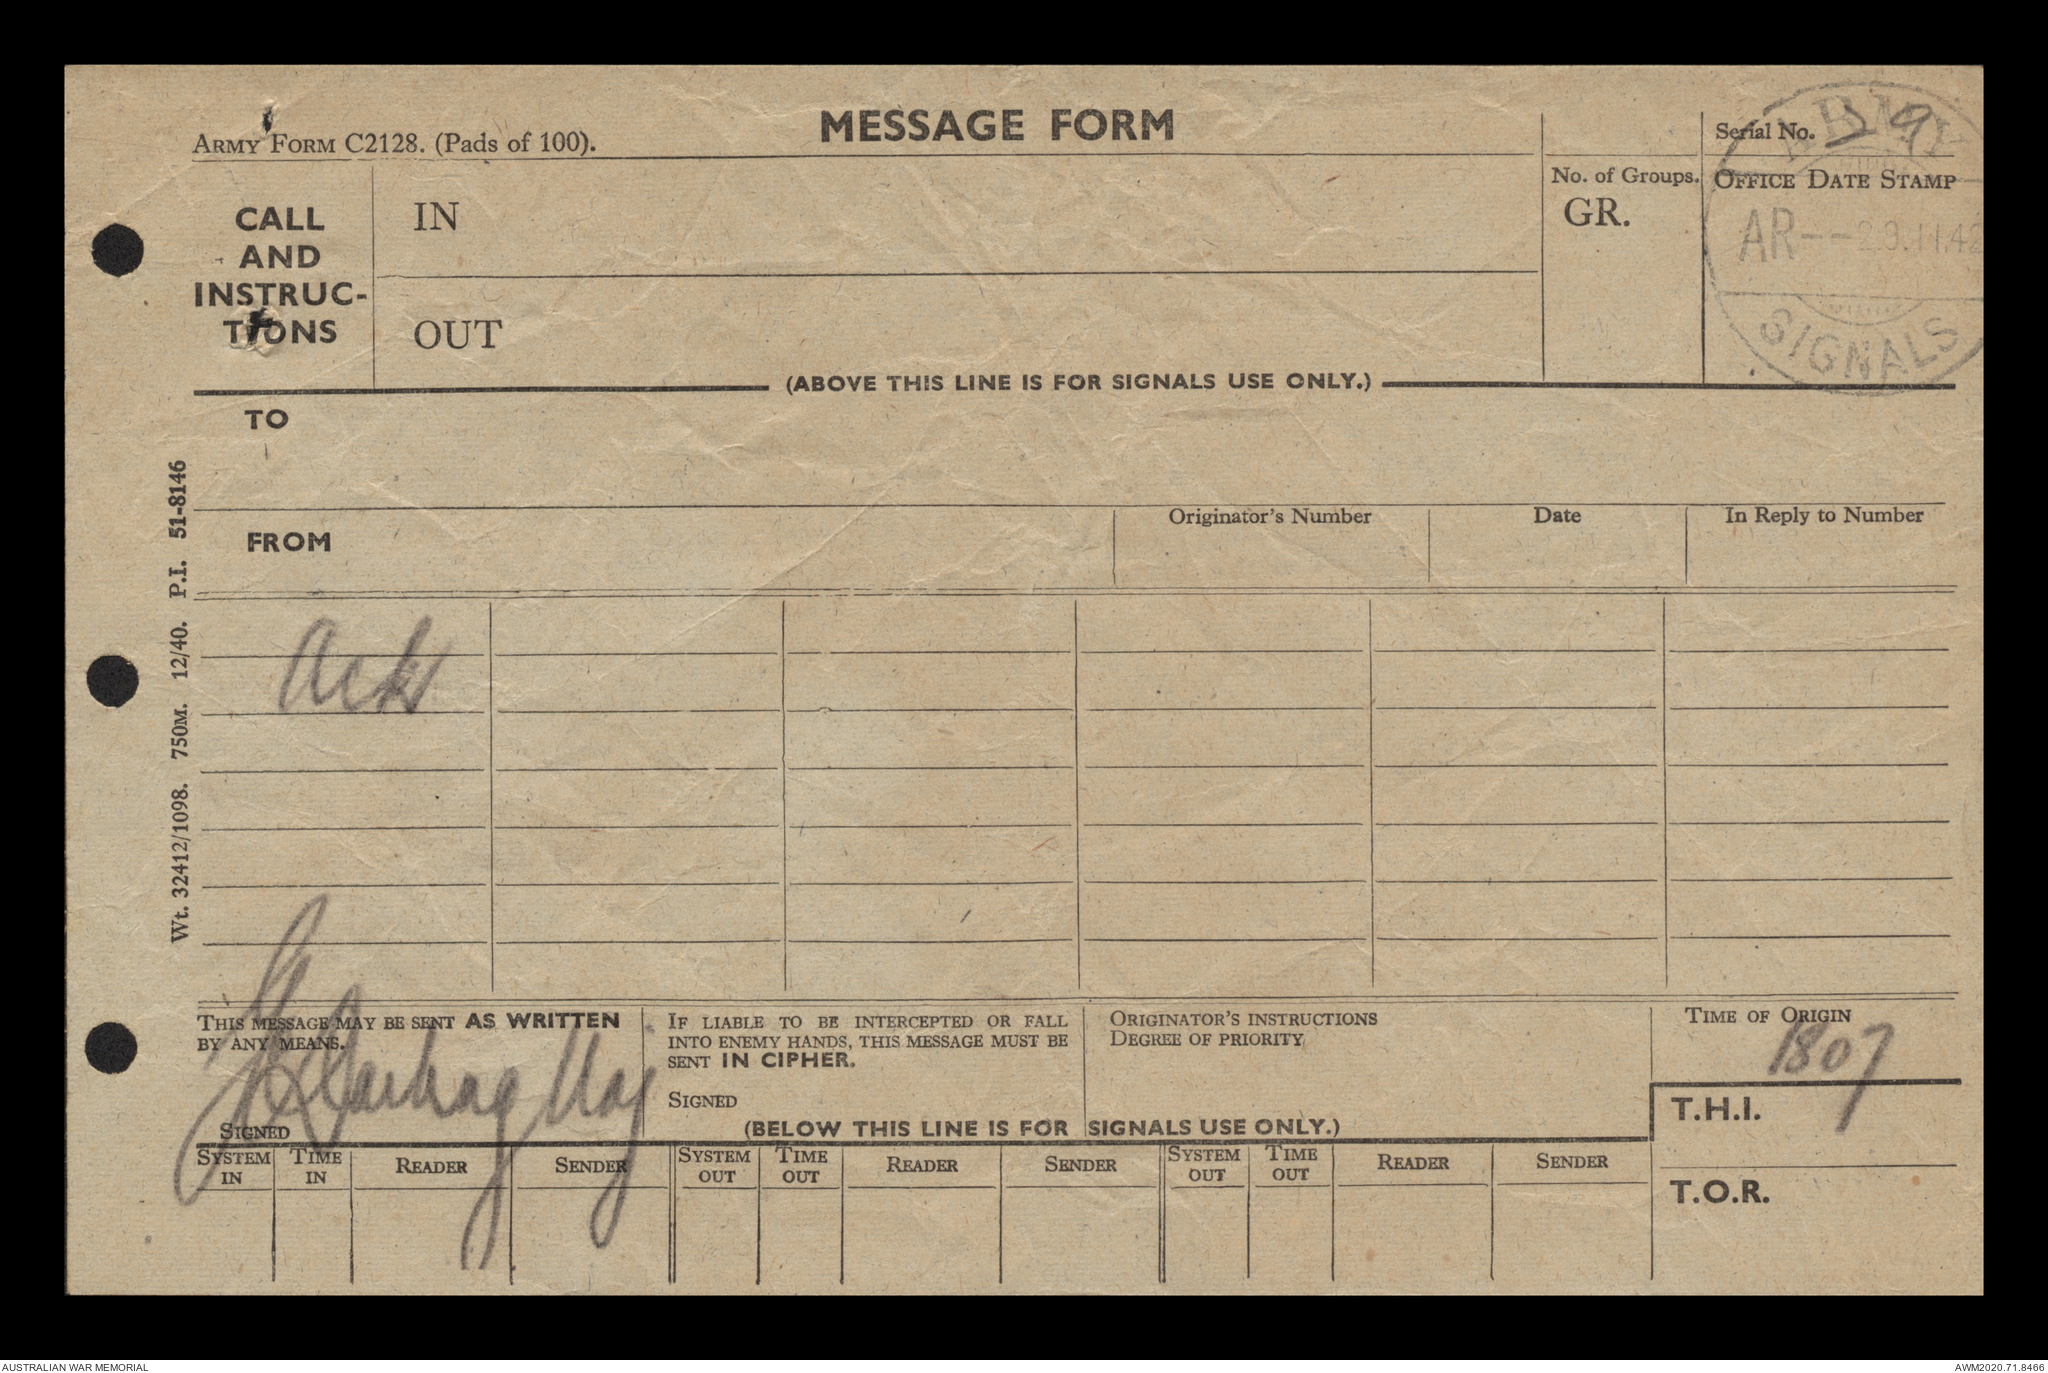 ARMY FORM C2128. (Pads of 100).
MESSAGE FORM
Serial No. 59
CALL
AND
INSTRUC-
TIONS
IN
OUT
No. of Groups.
GR.
OFFICE DATE STAMP
ARMY
AR--29.11.42
SIGNALS
(ABOVE THIS LINE IS FOR SIGNALS USE ONLY.)
TO
FROM
Originator's Number
Date
In Reply to Number
Wt. 32412/1098. 750M. 12/40. P.I. 51-8146
Ack
THIS MESSAGE MAY BE SENT AS WRITTEN
BY ANY MEANS.
Maj
SIGNED
IF LIABLE TO BE INTERCEPTED OR FALL
INTO ENEMY HANDS, THIS MESSAGE MUST BE
SENT IN CIPHER.
SIGNED
ORIGINATOR'S INSTRUCTIONS
DEGREE OF PRIORITY
TIME OF ORIGIN
1807
(BELOW THIS LINE IS FOR SIGNALS USE ONLY.)
T.H.I.
T.O.R.
SYSTEM IN
TIME IN
READER
SENDER
SYSTEM OUT
TIME OUT
READER
SENDER
SYSTEM OUT
TIME OUT
READER
SENDER
AUSTRALIAN WAR MEMORIAL
AWM2020.71.8466